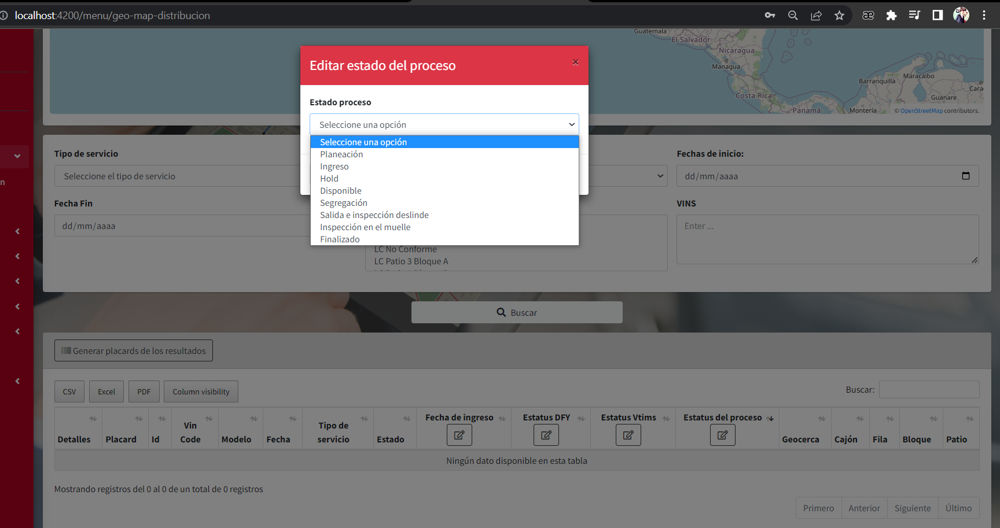 localhost:4200/menu/geo-map-distribucion
Guatemala
El Salvador
Nicaragua
Managua
Costa Rica
Panamá
Barranquilla
Maracaibo
Guanare
Montería
© OpenStreetMap contributors.
Editar estado del proceso
×
Estado proceso
Seleccione una opción
Seleccione una opción
Planeación
Ingreso
Hold
Disponible
Segregación
Salida e inspección deslinde
Inspección en el muelle
Finalizado
n
Tipo de servicio
Seleccione el tipo de servicio
Fechas de inicio:
dd/mm/aaaa
Fecha Fin
dd/mm/aaaa
LC No Conforme
LC Patio 3 Bloque A
VINS
Enter ...
Buscar
Generar placards de los resultados
CSV
Excel
PDF
Column visibility
Buscar:
Detalles
Placard
Id
Vin
Code
Modelo
Fecha
Tipo de
servicio
Estado
Fecha de ingreso
Estatus DFY
Estatus Vtims
Estatus del proceso
Geocerca
Cajón
Fila
Bloque
Patio
Ningún dato disponible en esta tabla
Mostrando registros del 0 al 0 de un total de 0 registros
Primero
Anterior
Siguiente
Último